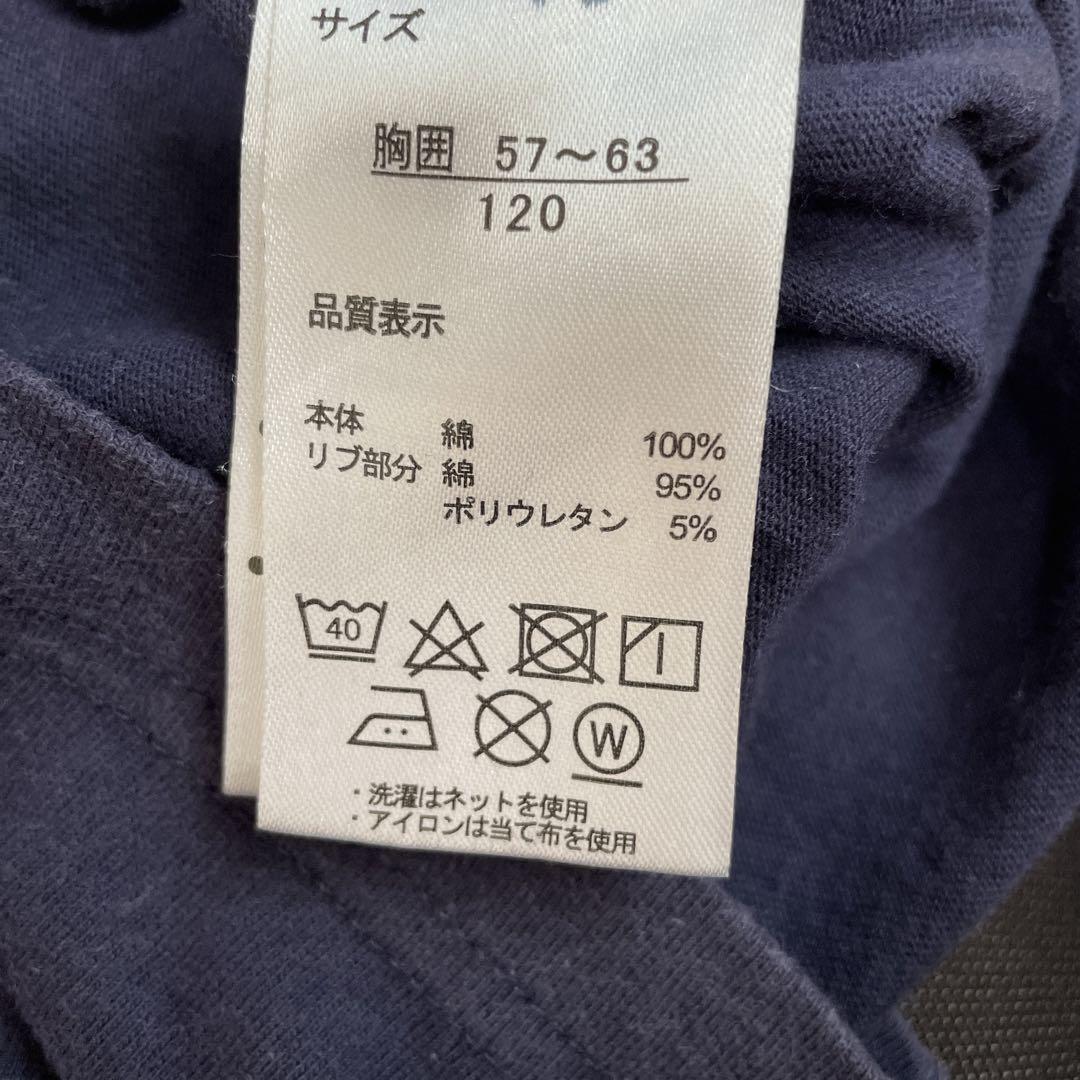 サイズ
胸囲 57〜63
120
品質表示
本体 綿 100%
リブ部分 綿 95%
ポリウレタン 5%
40
W
・洗濯はネットを使用
・アイロンは当て布を使用